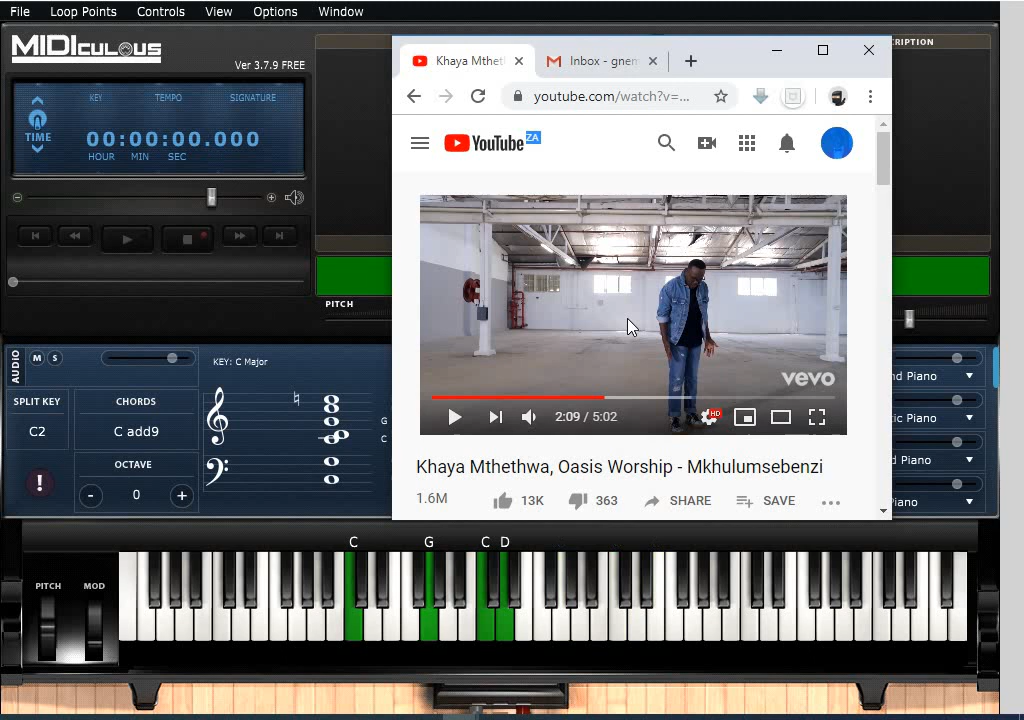 File Loop Points Controls View Options Window
MIDICULOUS
Ver 3.7.9 FREE
KEY TEMPO SIGNATURE
TIME
00:00:00.000
HOUR MIN SEC
Khaya Mthet
Inbox - gnem
youtube.com/watch?v=...
YouTube ZA
vevo
HD
2:09 / 5:02
Khaya Mthethwa, Oasis Worship - Mkhulumsebenzi
1.6M 13K 363 SHARE SAVE
PITCH
AUDIO M S
KEY: C Major
SPLIT KEY CHORDS
C2 C add9
OCTAVE
! - 0 +
G
C
nd Piano
tic Piano
d Piano
Piano
C G C D
PITCH MOD